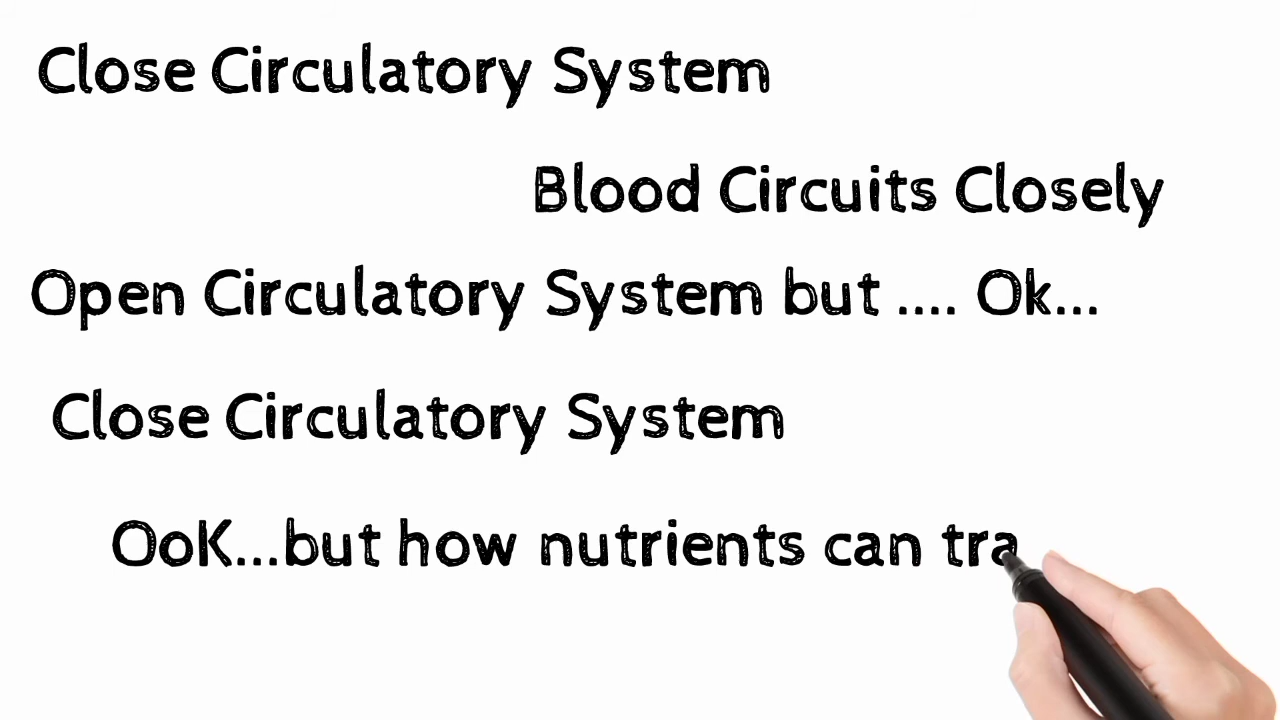 Close Circulatory System
Blood Circuits Closely
Open Circulatory System but .... Ok...
Close Circulatory System
OoK...but how nutrients can tra